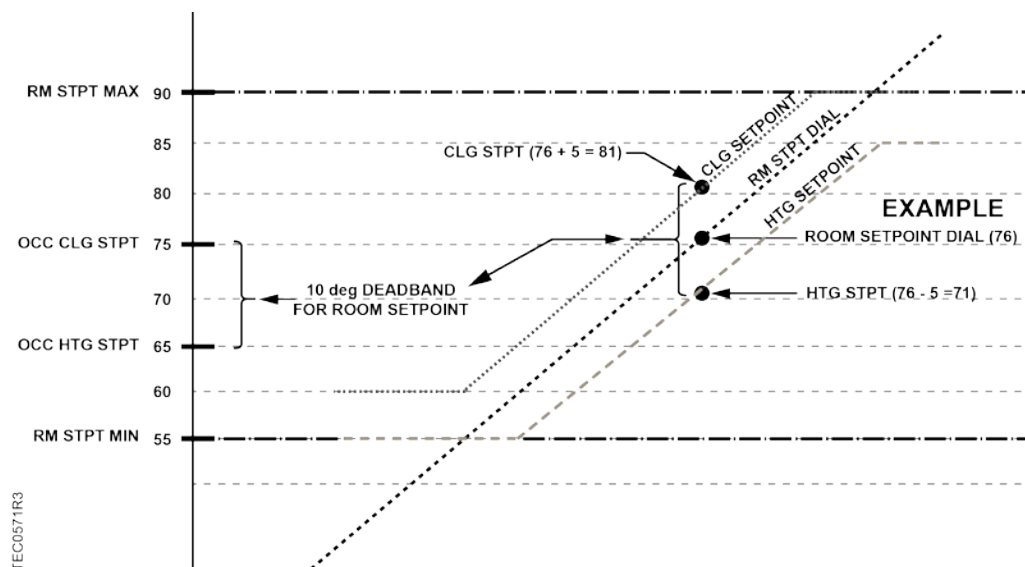 RM STPT MAX 90
85
CLG SETPOINT
RM STPT DIAL
HTG SETPOINT
CLG STPT (76 + 5 = 81)
80
EXAMPLE
OCC CLG STPT 75
ROOM SETPOINT DIAL (76)
10 deg DEADBAND
FOR ROOM SETPOINT
70
HTG STPT (76 - 5 =71)
OCC HTG STPT 65
60
RM STPT MIN 55
TEC0571R3